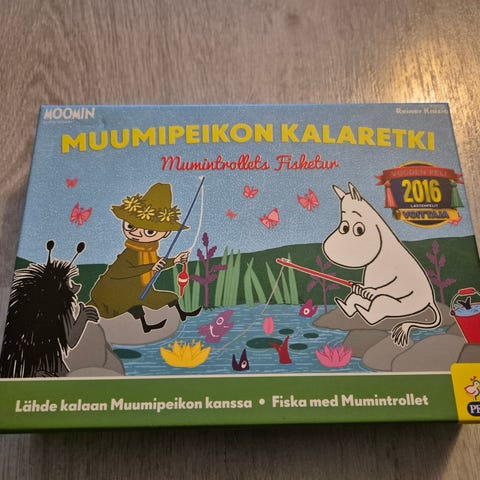 MOOMIN
Reiner Knizia
MUUMIPEIKON KALARETKI
Mumintrollets Fisketur
VUODEN PELI
2016
LASTENPELIT
VOITTAJA
Lähde kalaan Muumipeikon kanssa • Fiska med Mumintrollet